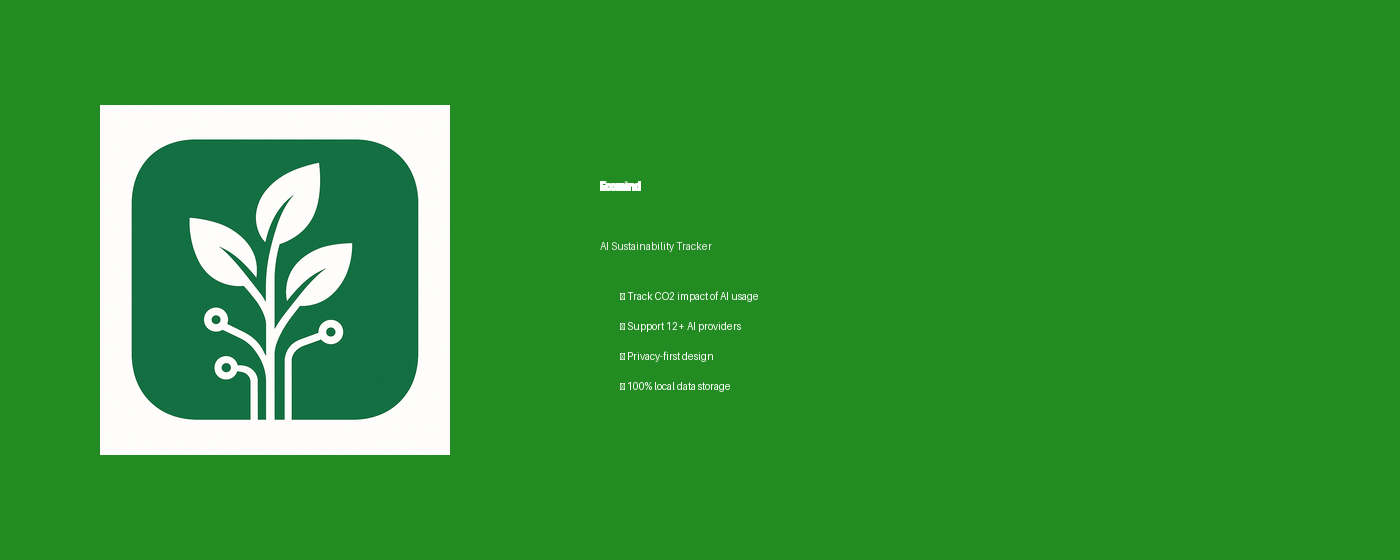 AI Sustainability Tracker
▯ Track CO2 impact of AI usage
▯ Support 12+ AI providers
▯ Privacy-first design
▯ 100% local data storage